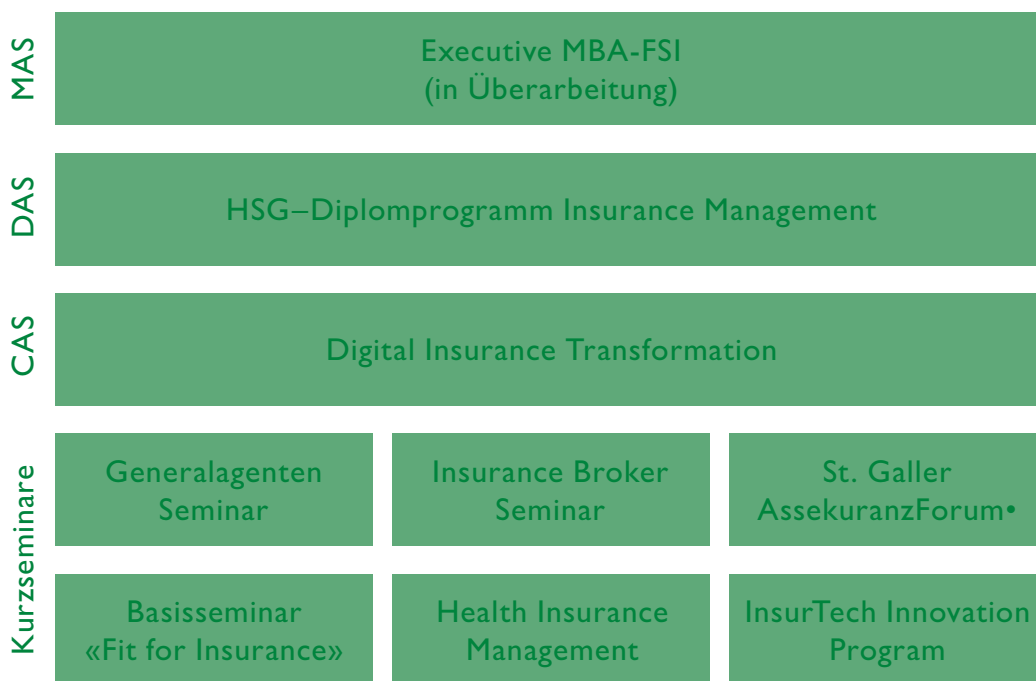 MAS
Executive MBA-FSI
(in Überarbeitung)
DAS
HSG–Diplomprogramm Insurance Management
CAS
Digital Insurance Transformation
Kurzseminare
Generalagenten
Seminar
Insurance Broker
Seminar
St. Galler
AssekuranzForum•
Basisseminar
«Fit for Insurance»
Health Insurance
Management
InsurTech Innovation
Program